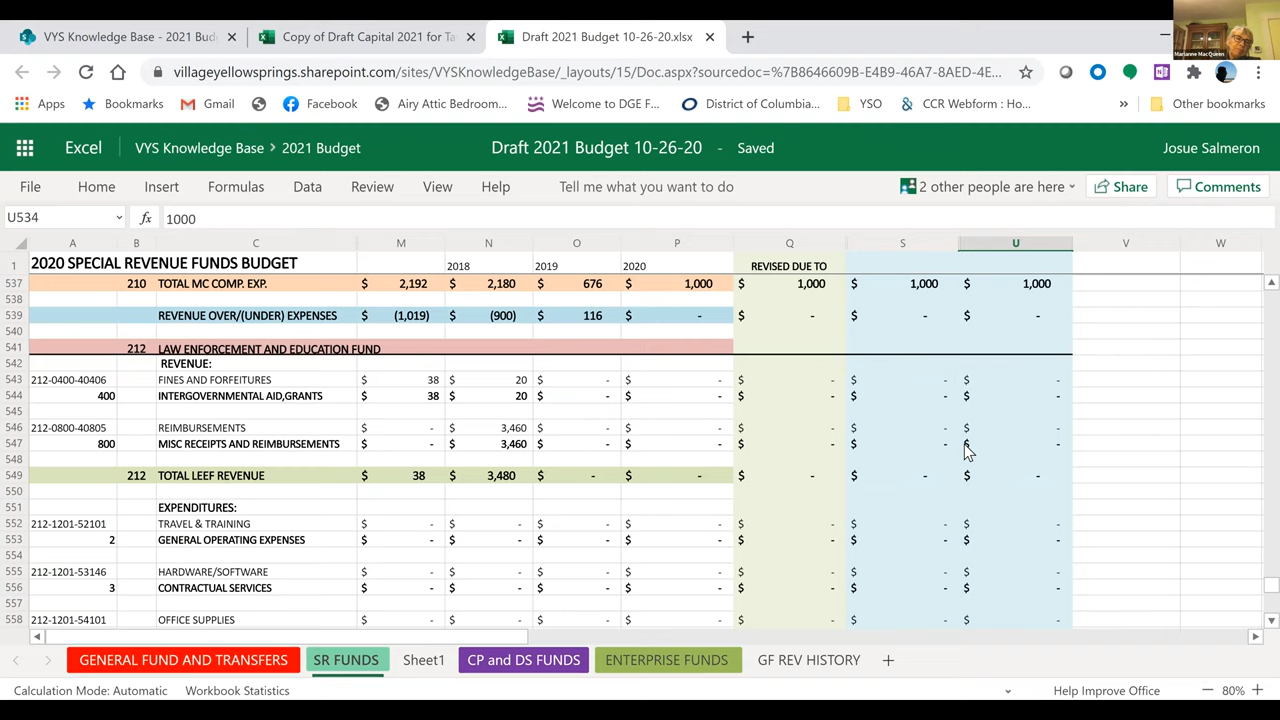 VYS Knowledge Base - 2021 Bud
Copy of Draft Capital 2021 for Ta
Draft 2021 Budget 10-26-20.xlsx
Marianne MacQueen
villageyellowsprings.sharepoint.com/sites/VYSKnowledgeBase/_layouts/15/Doc.aspx?sourcedoc=%7B8646609B-E4B9-46A7-8AED-4E...
Apps Bookmarks Gmail Facebook Airy Attic Bedroom... Welcome to DGE F... District of Columbia... YSO CCR Webform : Ho... » Other bookmarks
Excel VYS Knowledge Base > 2021 Budget Draft 2021 Budget 10-26-20 - Saved Josue Salmeron
File Home Insert Formulas Data Review View Help Tell me what you want to do 2 other people are here Share Comments
U534 fx 1000
A B C M N O P Q S U V W
1 2020 SPECIAL REVENUE FUNDS BUDGET 2018 2019 2020 REVISED DUE TO
537 210 TOTAL MC COMP. EXP. $ 2,192 $ 2,180 $ 676 $ 1,000 $ 1,000 $ 1,000 $ 1,000
538
539 REVENUE OVER/(UNDER) EXPENSES $ (1,019) $ (900) $ 116 $ - $ - $ - $ -
540
541 212 LAW ENFORCEMENT AND EDUCATION FUND
542 REVENUE:
543 212-0400-40406 FINES AND FORFEITURES $ 38 $ 20 $ - $ - $ - $ - $ -
544 400 INTERGOVERNMENTAL AID,GRANTS $ 38 $ 20 $ - $ - $ - $ - $ -
545
546 212-0800-40805 REIMBURSEMENTS $ - $ 3,460 $ - $ - $ - $ - $ -
547 800 MISC RECEIPTS AND REIMBURSEMENTS $ - $ 3,460 $ - $ - $ - $ - $ -
548
549 212 TOTAL LEEF REVENUE $ 38 $ 3,480 $ - $ - $ - $ - $ -
550
551 EXPENDITURES:
552 212-1201-52101 TRAVEL & TRAINING $ - $ - $ - $ - $ - $ - $ -
553 2 GENERAL OPERATING EXPENSES $ - $ - $ - $ - $ - $ - $ -
554
555 212-1201-53146 HARDWARE/SOFTWARE $ - $ - $ - $ - $ - $ - $ -
556 3 CONTRACTUAL SERVICES $ - $ - $ - $ - $ - $ - $ -
557
558 212-1201-54101 OFFICE SUPPLIES $ - $ - $ - $ - $ - $ - $ -
GENERAL FUND AND TRANSFERS SR FUNDS Sheet1 CP and DS FUNDS ENTERPRISE FUNDS GF REV HISTORY
Calculation Mode: Automatic Workbook Statistics Help Improve Office 80%